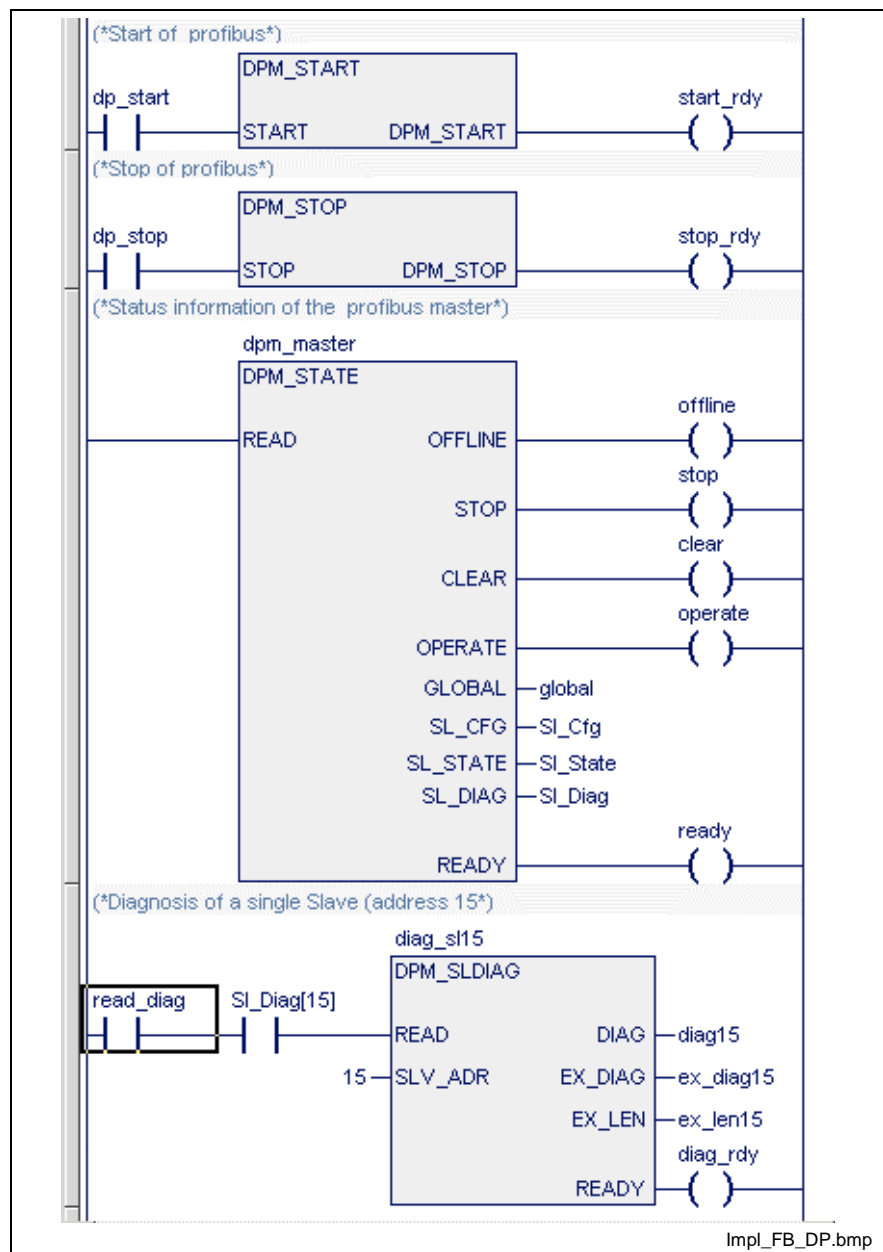 (*Start of profibus*)
DPM_START
dp_start
start_rdy
START DPM_START
(*Stop of profibus*)
DPM_STOP
dp_stop
stop_rdy
STOP DPM_STOP
(*Status information of the profibus master*)
dpm_master
DPM_STATE
offline
READ OFFLINE
stop
STOP
clear
CLEAR
operate
OPERATE
GLOBAL global
SL_CFG Sl_Cfg
SL_STATE Sl_State
SL_DIAG Sl_Diag
ready
READY
(*Diagnosis of a single Slave (address 15*)
diag_sl15
DPM_SLDIAG
read_diag Sl_Diag[15]
READ DIAG diag15
15 SLV_ADR EX_DIAG ex_diag15
EX_LEN ex_len15
diag_rdy
READY
Impl_FB_DP.bmp